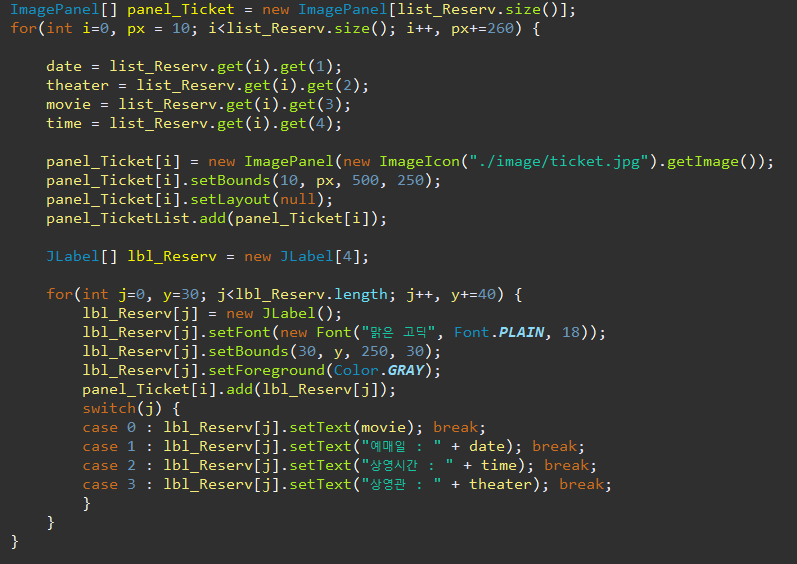 ImagePanel[] panel_Ticket = new ImagePanel[list_Reserv.size()];
for(int i=0, px = 10; i<list_Reserv.size(); i++, px+=260) {
date = list_Reserv.get(i).get(1);
theater = list_Reserv.get(i).get(2);
movie = list_Reserv.get(i).get(3);
time = list_Reserv.get(i).get(4);
panel_Ticket[i] = new ImagePanel(new ImageIcon("./image/ticket.jpg").getImage());
panel_Ticket[i].setBounds(10, px, 500, 250);
panel_Ticket[i].setLayout(null);
panel_TicketList.add(panel_Ticket[i]);
JLabel[] lbl_Reserv = new JLabel[4];
for(int j=0, y=30; j<lbl_Reserv.length; j++, y+=40) {
lbl_Reserv[j] = new JLabel();
lbl_Reserv[j].setFont(new Font("맑은 고딕", Font.PLAIN, 18));
lbl_Reserv[j].setBounds(30, y, 250, 30);
lbl_Reserv[j].setForeground(Color.GRAY);
panel_Ticket[i].add(lbl_Reserv[j]);
switch(j) {
case 0 : lbl_Reserv[j].setText(movie); break;
case 1 : lbl_Reserv[j].setText("예매일 : " + date); break;
case 2 : lbl_Reserv[j].setText("상영시간 : " + time); break;
case 3 : lbl_Reserv[j].setText("상영관 : " + theater); break;
}
}
}